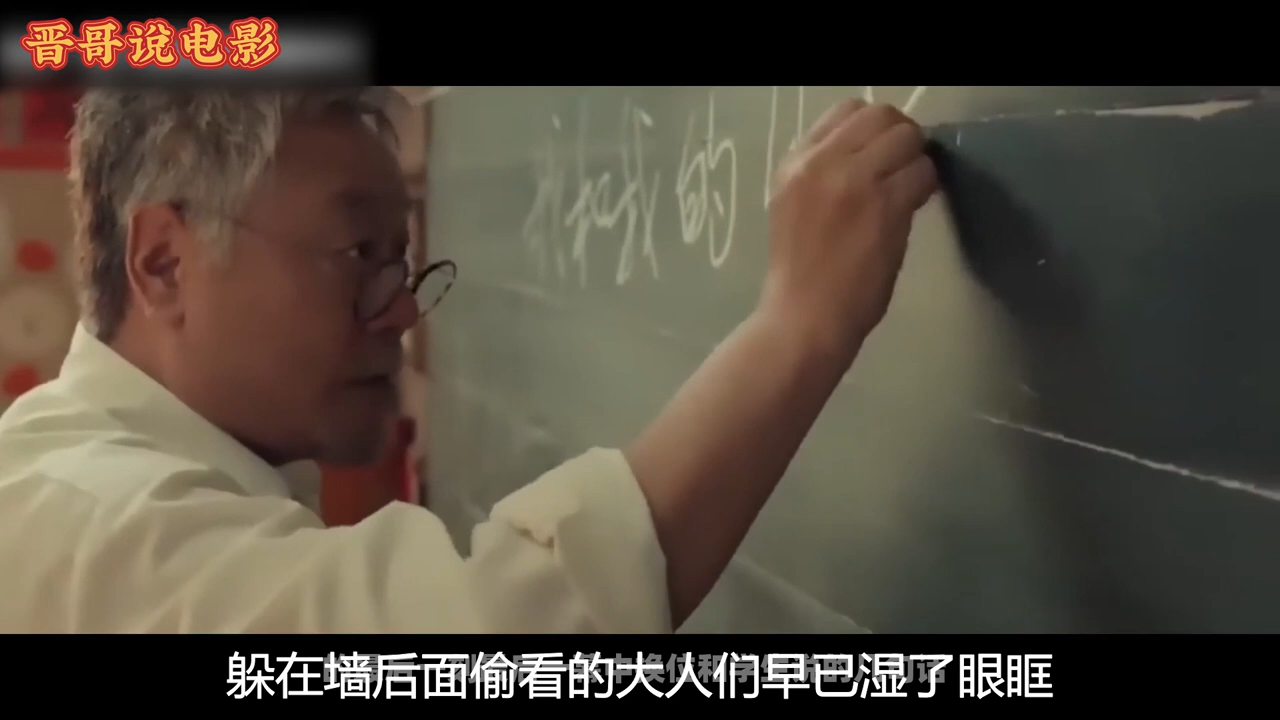 晋哥说电影
我和我的
躲在墙后面偷看的大人们早已湿了眼眶